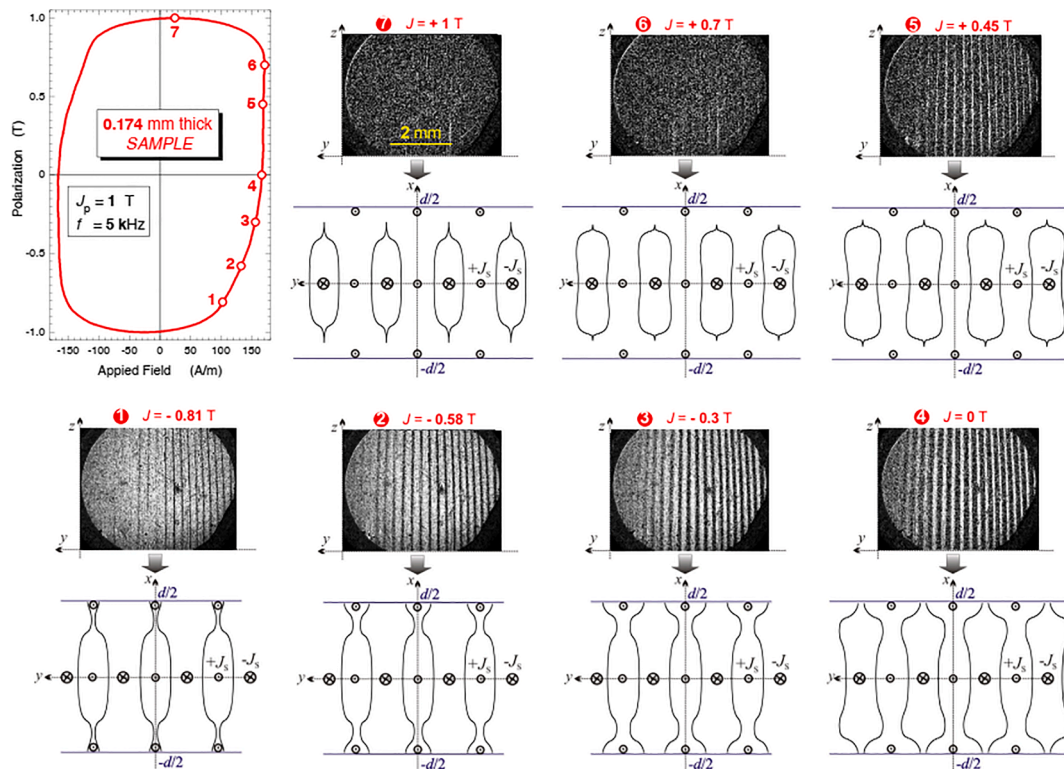 Polarization (T)
1.0
0.5
0
-0.5
-1.0
-150 -100 -50 0 50 100 150
Appied Field (A/m)
0.174 mm thick
SAMPLE
Jp = 1 T
f = 5 kHz
1
2
3
4
5
6
7
7 J = + 1 T
z
2 mm
y
x
d/2
+Js -Js
y
-d/2
6 J = + 0.7 T
z
y
x
d/2
+Js -Js
y
-d/2
5 J = + 0.45 T
z
y
x
d/2
+Js -Js
y
-d/2
1 J = - 0.81 T
z
y
x
d/2
+Js -Js
y
-d/2
2 J = - 0.58 T
z
y
x
d/2
+Js -Js
y
-d/2
3 J = - 0.3 T
z
y
x
d/2
+Js -Js
y
-d/2
4 J = 0 T
z
y
x
d/2
+Js -Js
y
-d/2